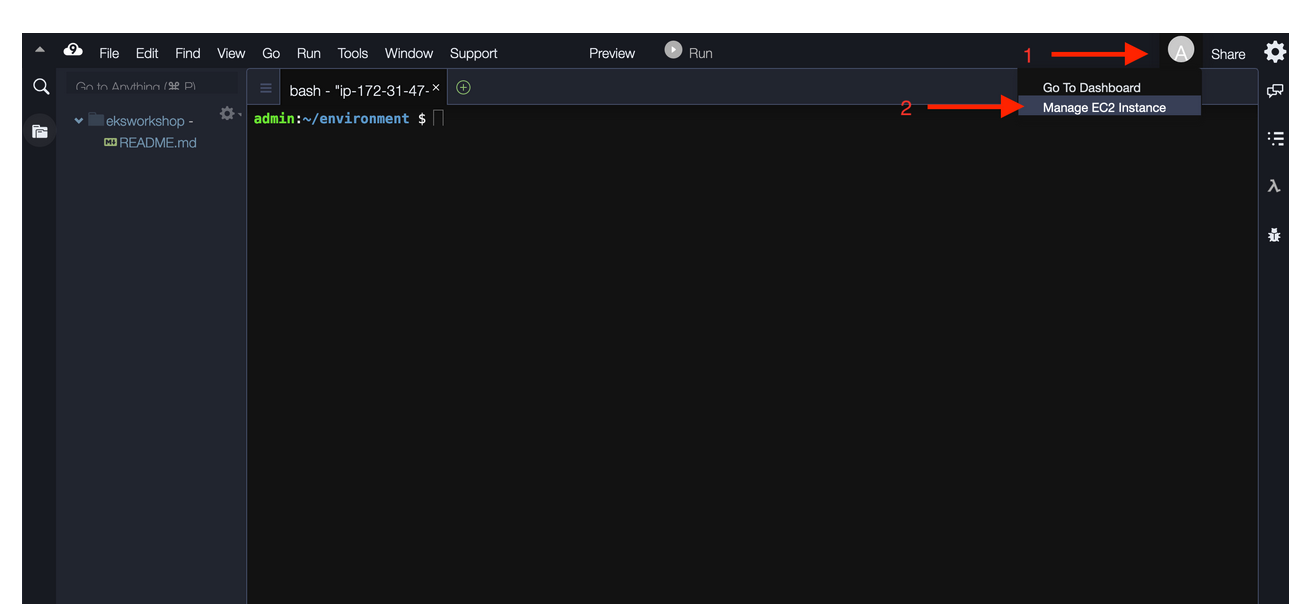 9 File Edit Find View Go Run Tools Window Support Preview Run 1 A Share
Go to Anything (⌘ P) bash - "ip-172-31-47- × Go To Dashboard
2 Manage EC2 Instance
eksworkshop - admin:~/environment $
README.md